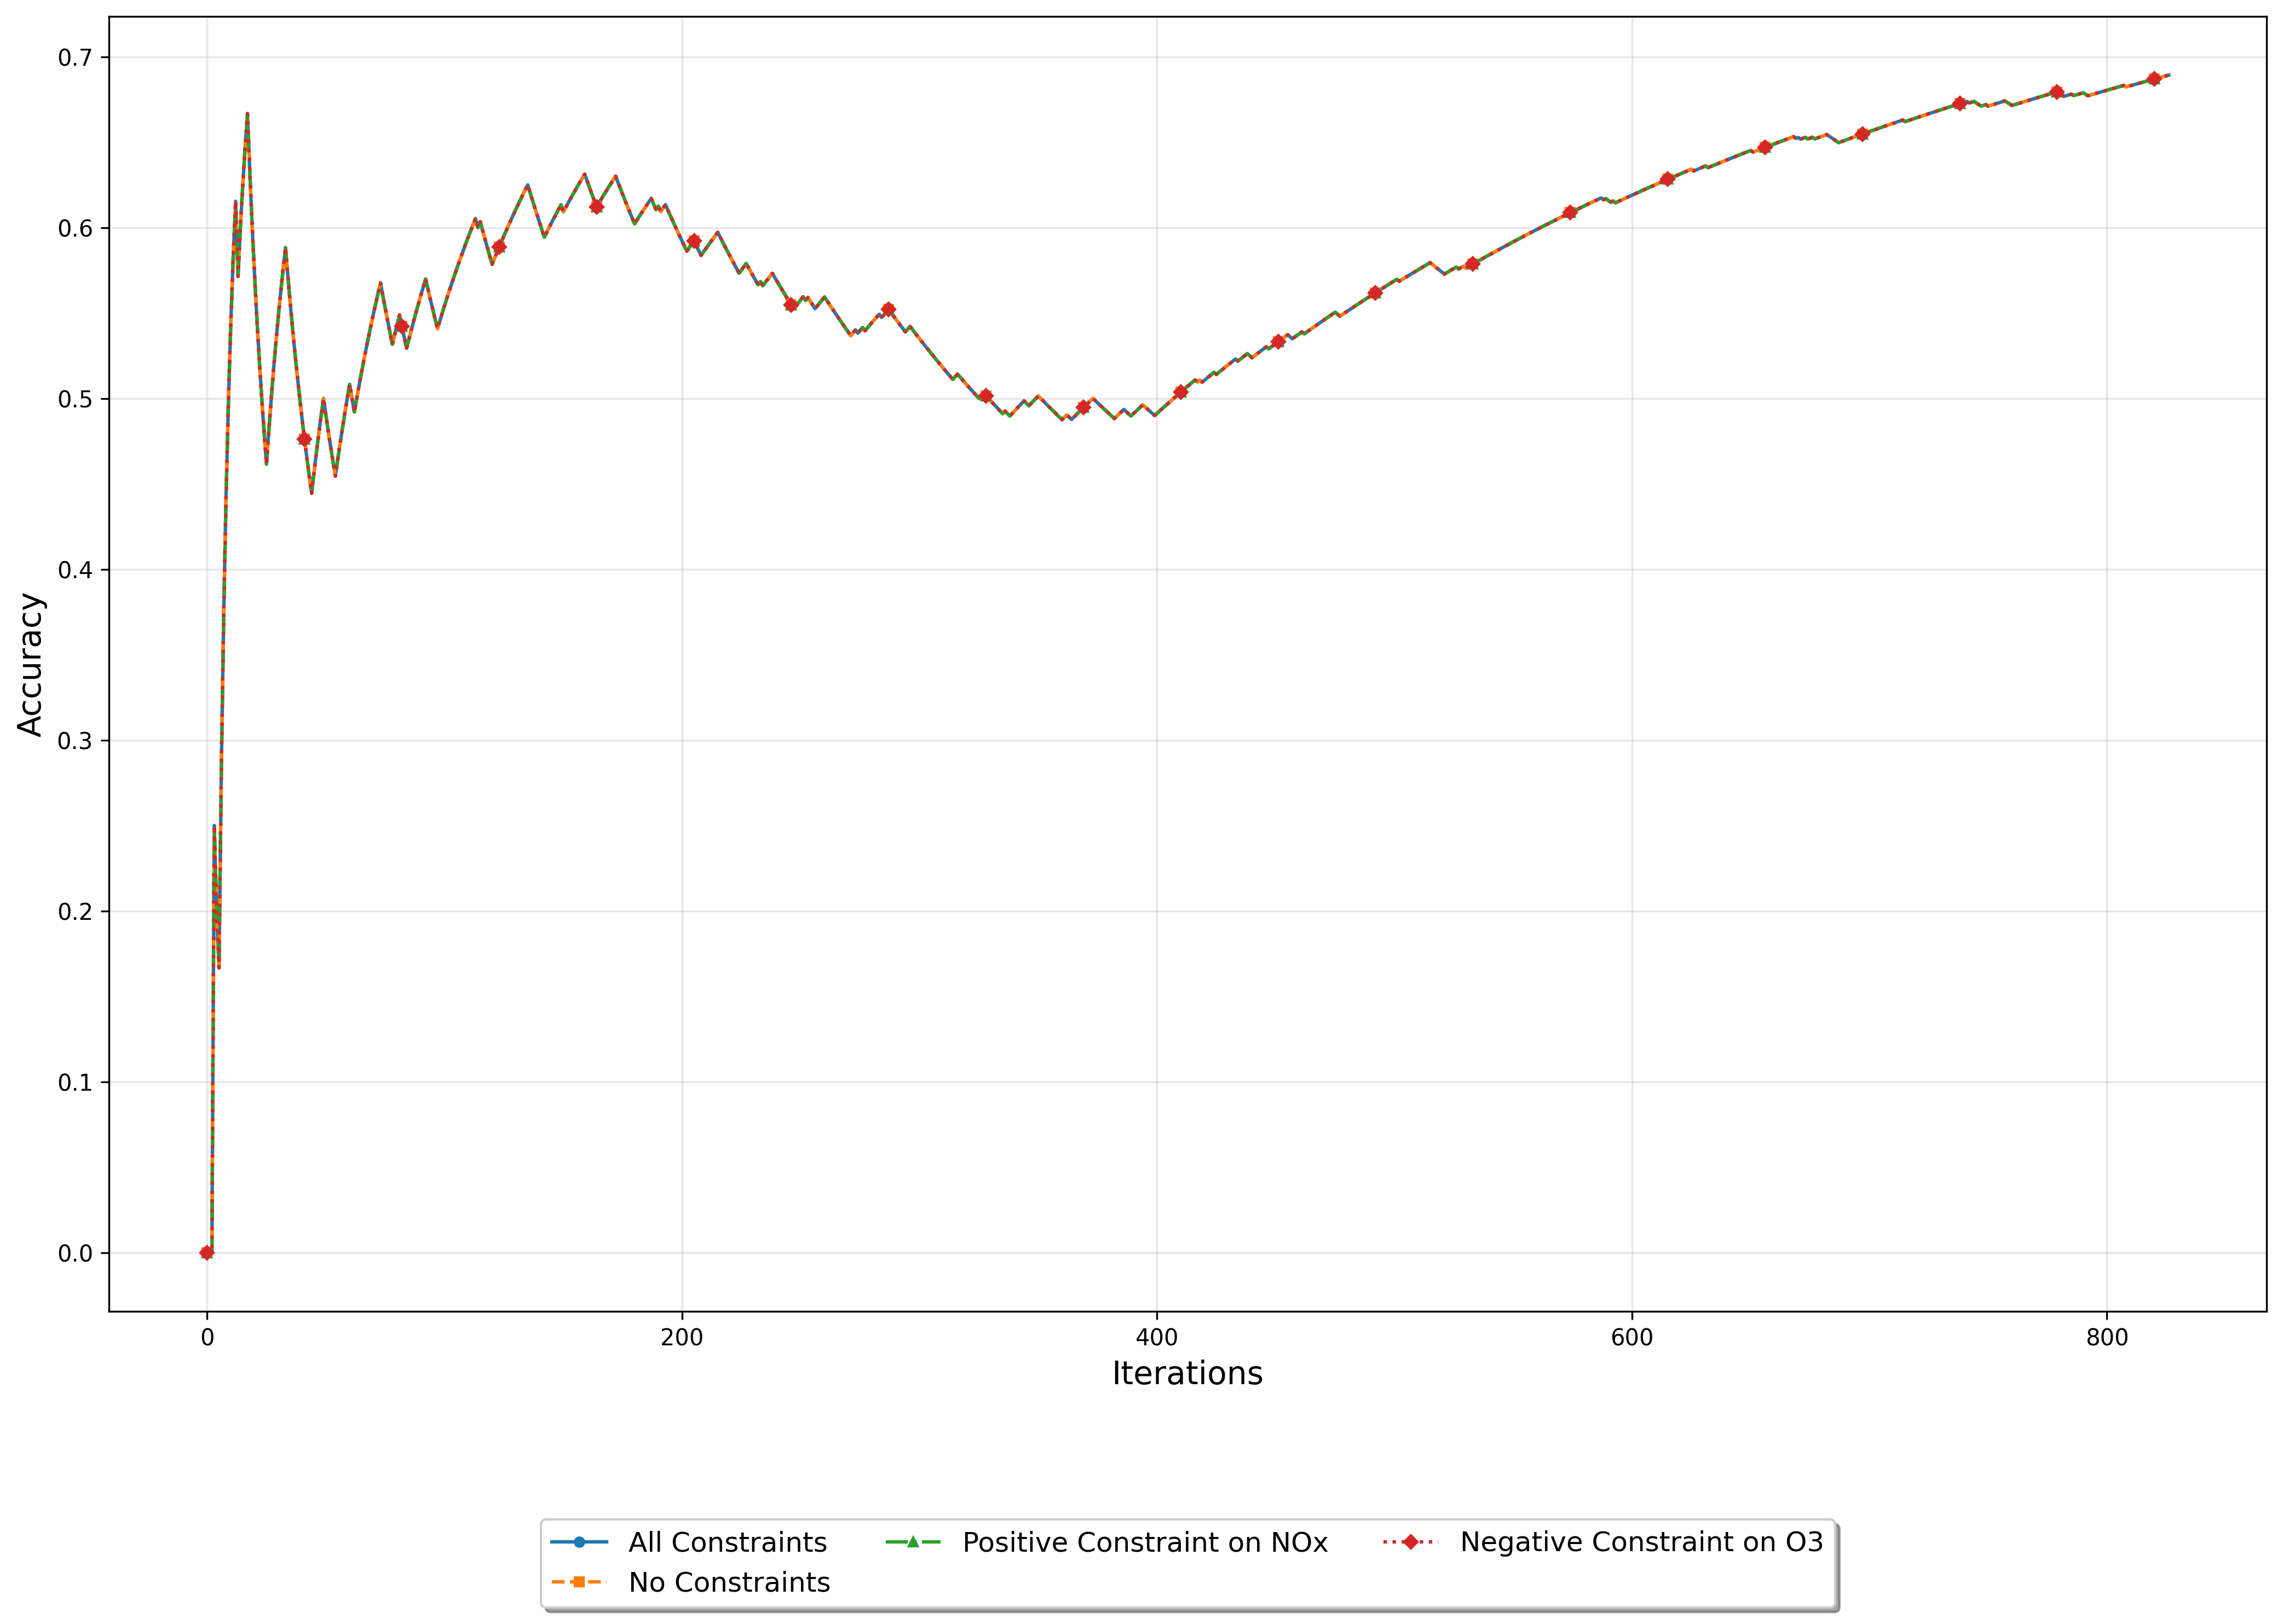 0.7
0.6
0.5
0.4
0.3
0.2
0.1
0.0
Accuracy
0 200 400 600 800
Iterations
All Constraints Positive Constraint on NOx Negative Constraint on O3
No Constraints